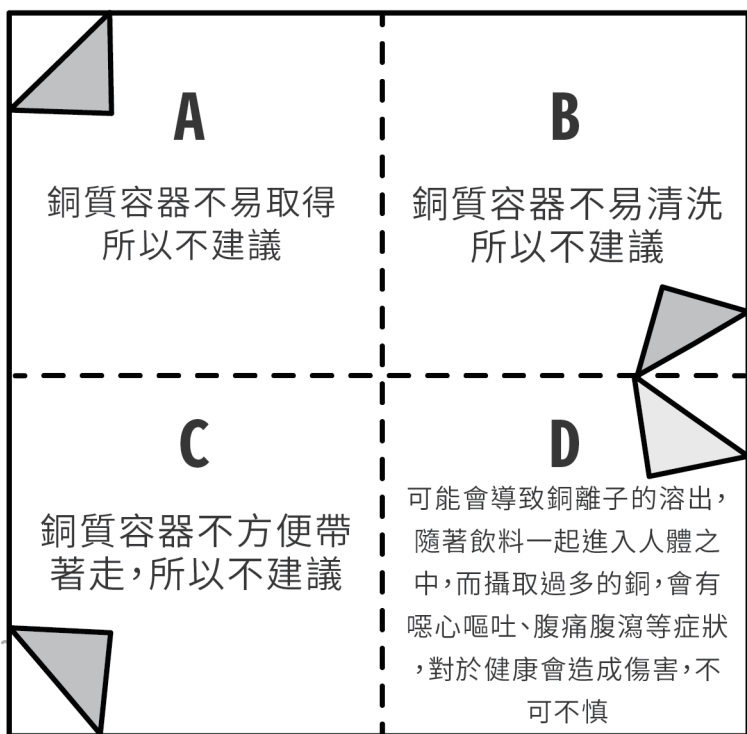 A
銅質容器不易取得
所以不建議
B
銅質容器不易清洗
所以不建議
C
銅質容器不方便帶
著走,所以不建議
D
可能會導致銅離子的溶出,
隨著飲料一起進入人體之
中,而攝取過多的銅,會有
噁心嘔吐、腹痛腹瀉等症狀
,對於健康會造成傷害,不
可不慎